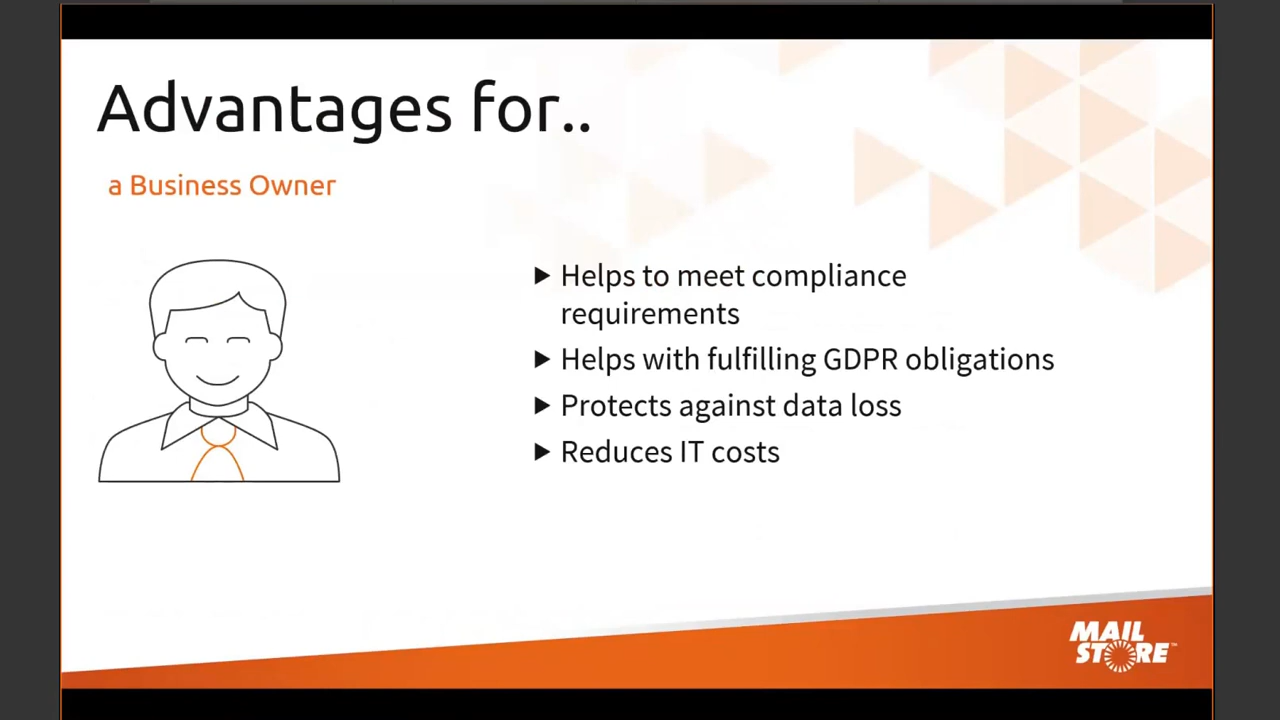 Advantages for..
a Business Owner
Helps to meet compliance
requirements
Helps with fulfilling GDPR obligations
Protects against data loss
Reduces IT costs
MAIL
STORE™